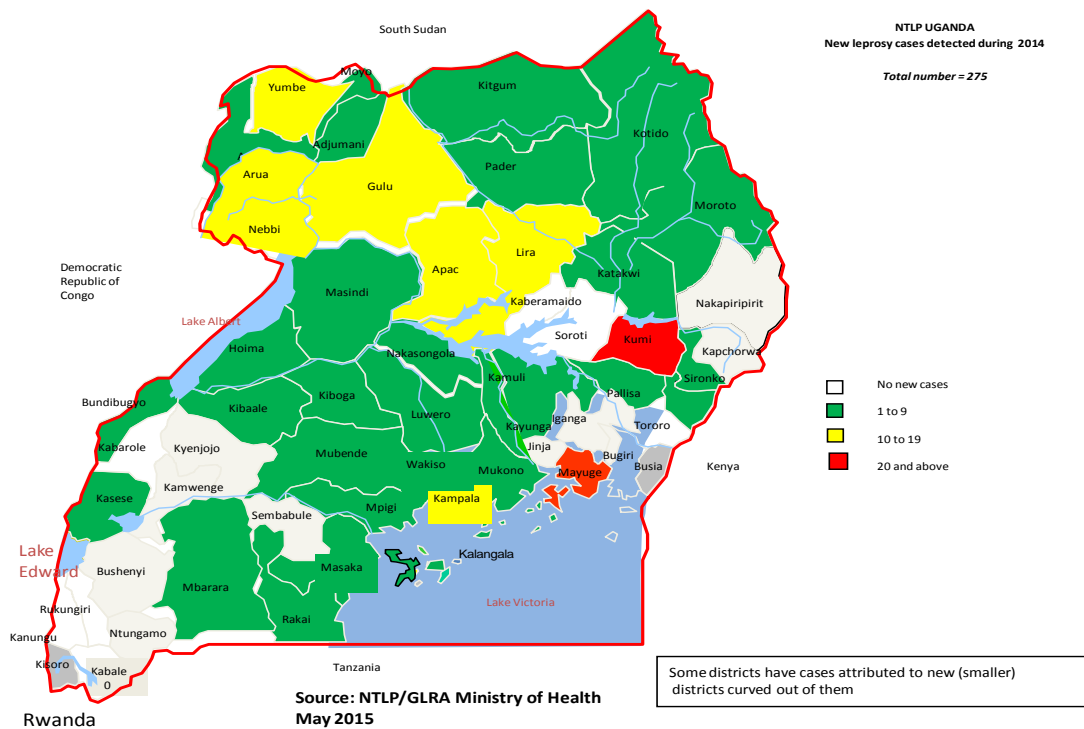 South Sudan
NTLP UGANDA
New leprosy cases detected during 2014
Total number = 275
Moyo
Yumbe
Kitgum
Kotido
Adjumani
Arua
Pader
Gulu
Moroto
Nebbi
Lira
Democratic
Republic of
Congo
Apac
Katakwi
Masindi
Nakapiripirit
Kaberamaido
Lake Albert
Soroti
Kumi
Hoima
Nakasongola
Kapchorwa
Kamuli
Sironko
No new cases
Bundibugyo
Kibaale
Kiboga
Luwero
Pallisa
1 to 9
Kayunga
Iganga
Tororo
10 to 19
Kabarole
Kyenjojo
Mubende
Jinja
Bugiri
Wakiso
Mukono
Mayuge
Busia
Kenya
20 and above
Kasese
Kamwenge
Kampala
Mpigi
Sembabule
Lake
Edward
Bushenyi
Masaka
Kalangala
Mbarara
Lake Victoria
Rukungiri
Rakai
Kanungu
Ntungamo
Kisoro
Kabale
0
Tanzania
Some districts have cases attributed to new (smaller)
districts curved out of them
Source: NTLP/GLRA Ministry of Health
May 2015
Rwanda